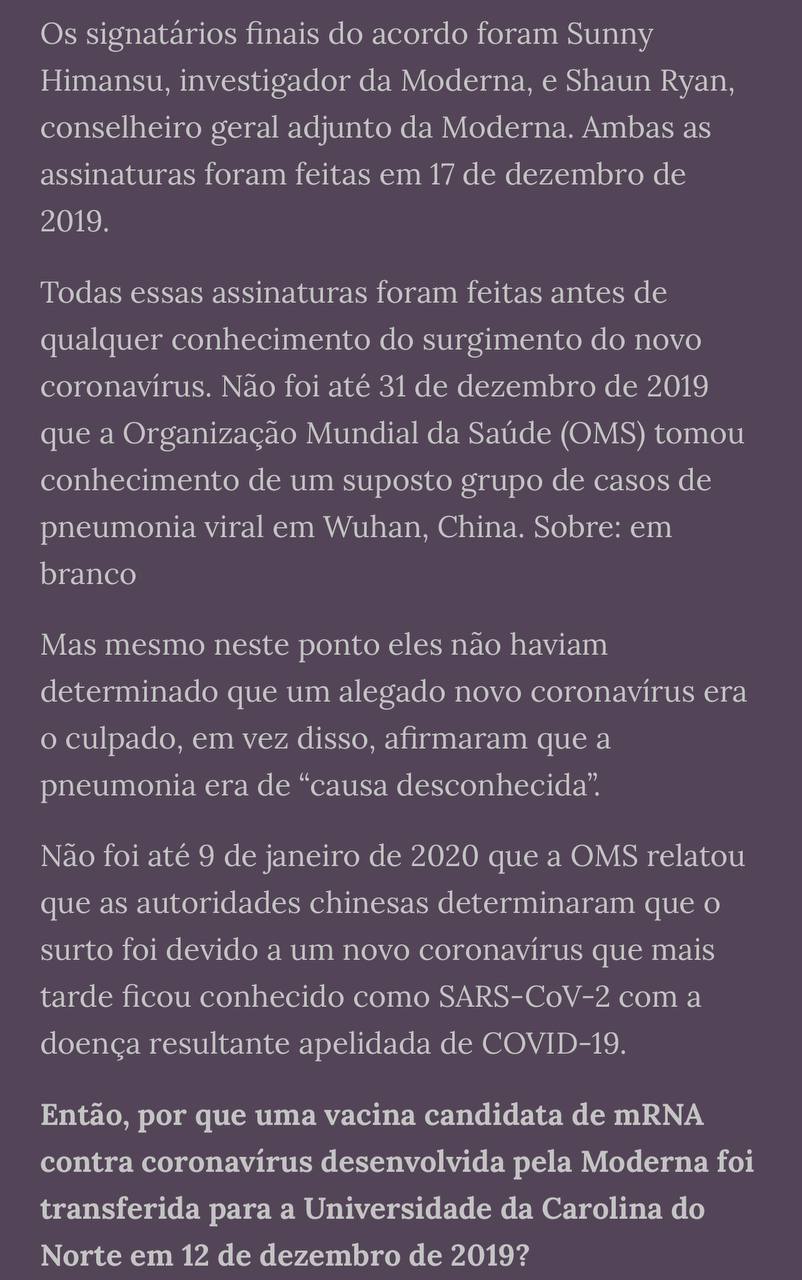 Os signatários finais do acordo foram Sunny
Himansu, investigador da Moderna, e Shaun Ryan,
conselheiro geral adjunto da Moderna. Ambas as
assinaturas foram feitas em 17 de dezembro de
2019.
Todas essas assinaturas foram feitas antes de
qualquer conhecimento do surgimento do novo
coronavírus. Não foi até 31 de dezembro de 2019
que a Organização Mundial da Saúde (OMS) tomou
conhecimento de um suposto grupo de casos de
pneumonia viral em Wuhan, China. Sobre: em
branco
Mas mesmo neste ponto eles não haviam
determinado que um alegado novo coronavírus era
o culpado, em vez disso, afirmaram que a
pneumonia era de “causa desconhecida”.
Não foi até 9 de janeiro de 2020 que a OMS relatou
que as autoridades chinesas determinaram que o
surto foi devido a um novo coronavírus que mais
tarde ficou conhecido como SARS-CoV-2 com a
doença resultante apelidada de COVID-19.
Então, por que uma vacina candidata de mRNA
contra coronavírus desenvolvida pela Moderna foi
transferida para a Universidade da Carolina do
Norte em 12 de dezembro de 2019?